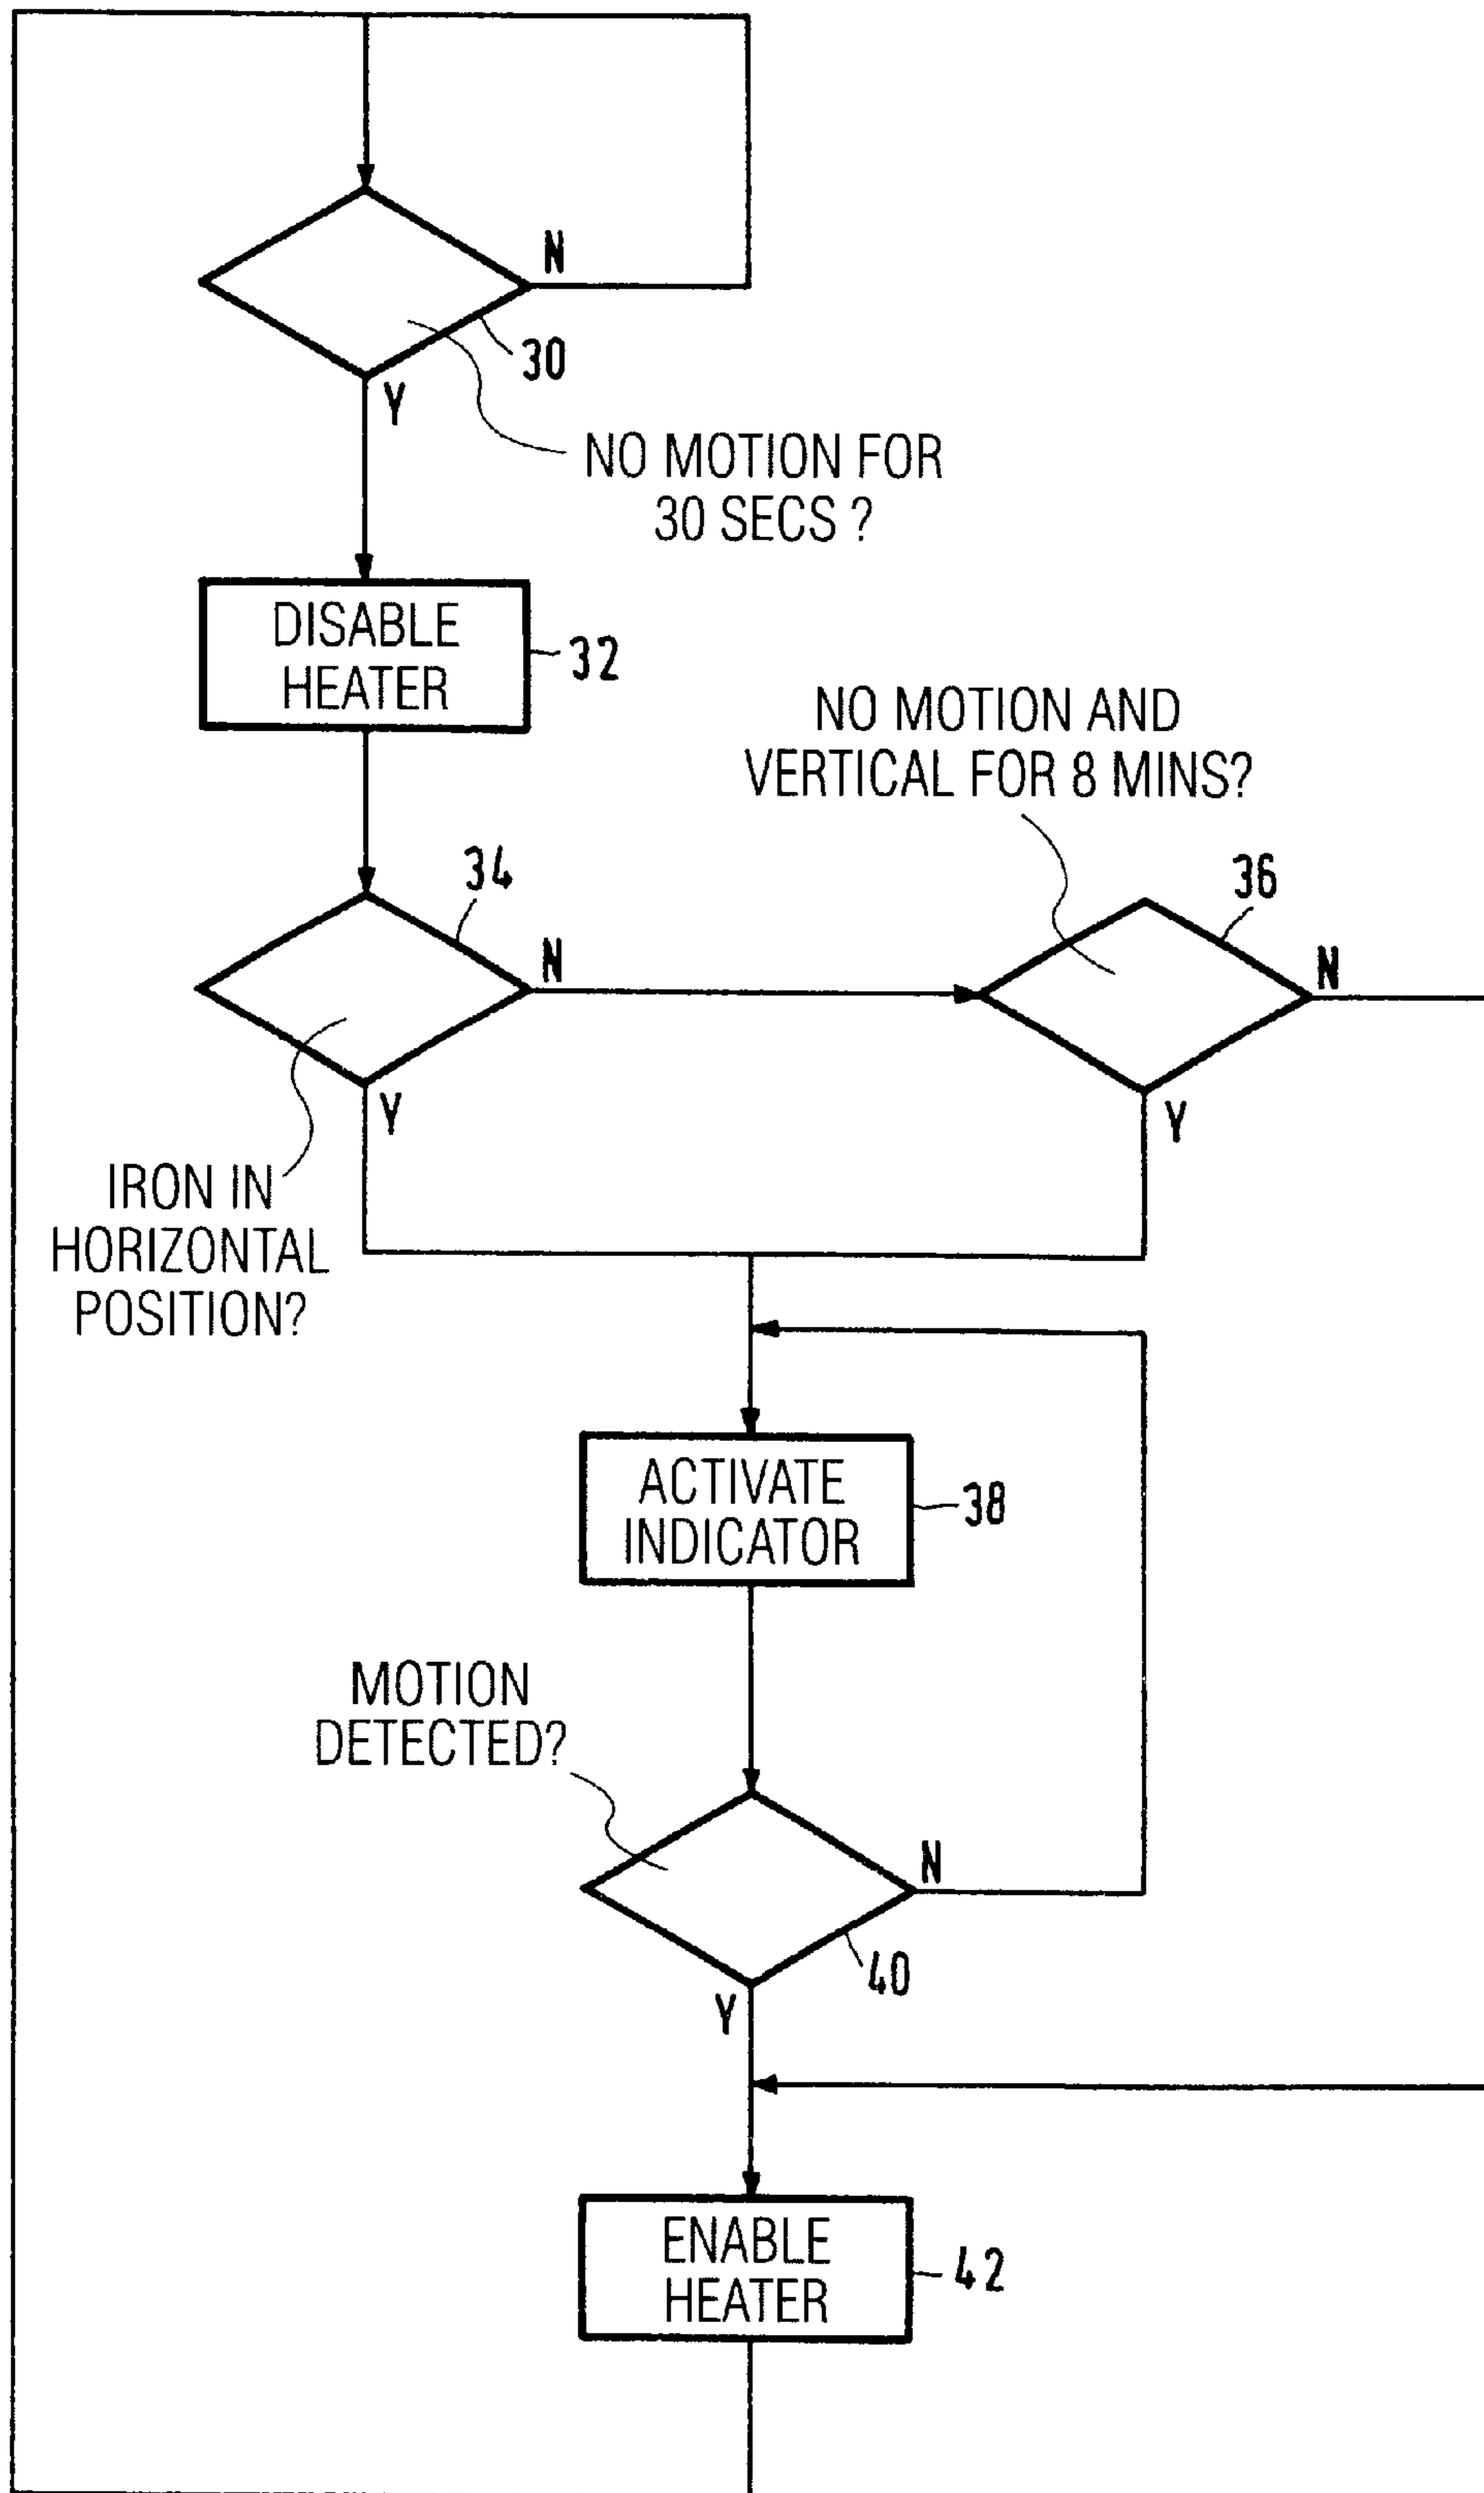 N
30
Y
NO MOTION FOR
30 SECS ?
DISABLE
HEATER
32
NO MOTION AND
VERTICAL FOR 8 MINS?
34
36
N
N
Y
Y
IRON IN
HORIZONTAL
POSITION?
ACTIVATE
INDICATOR
38
MOTION
DETECTED?
N
40
Y
ENABLE
HEATER
42